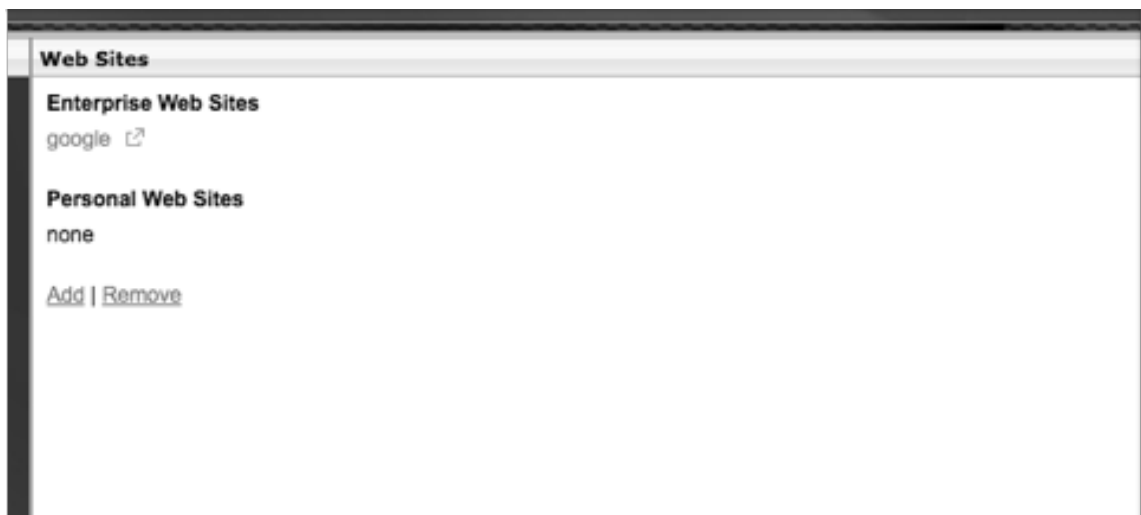 Web Sites
Enterprise Web Sites
google
Personal Web Sites
none
Add | Remove